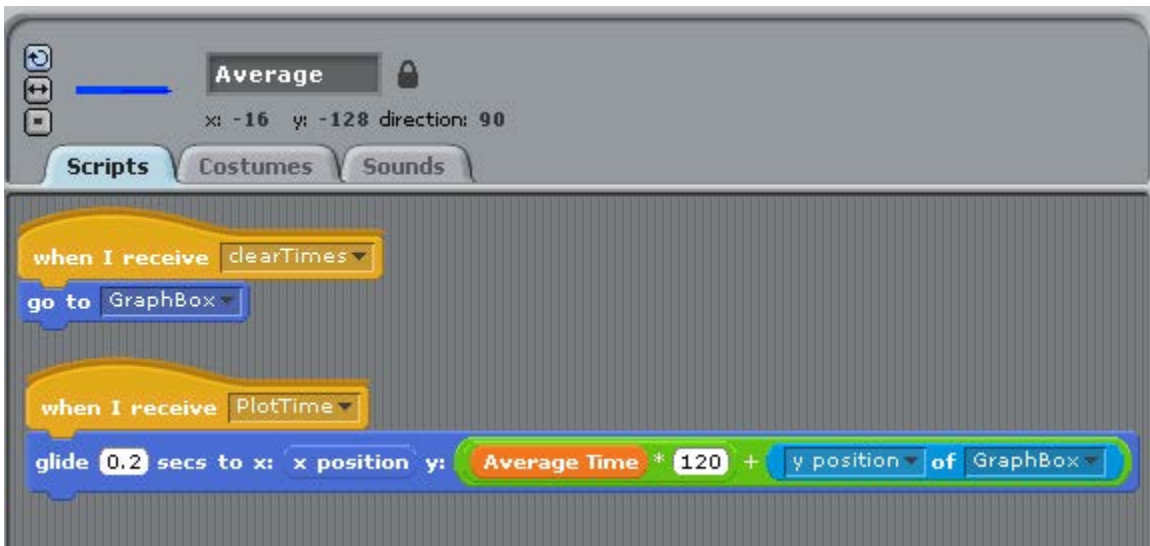 Average
x: -16 y: -128 direction: 90
Scripts Costumes Sounds
when I receive clearTimes
go to GraphBox
when I receive PlotTime
glide 0.2 secs to x: x position y: Average Time * 120 + y position of GraphBox